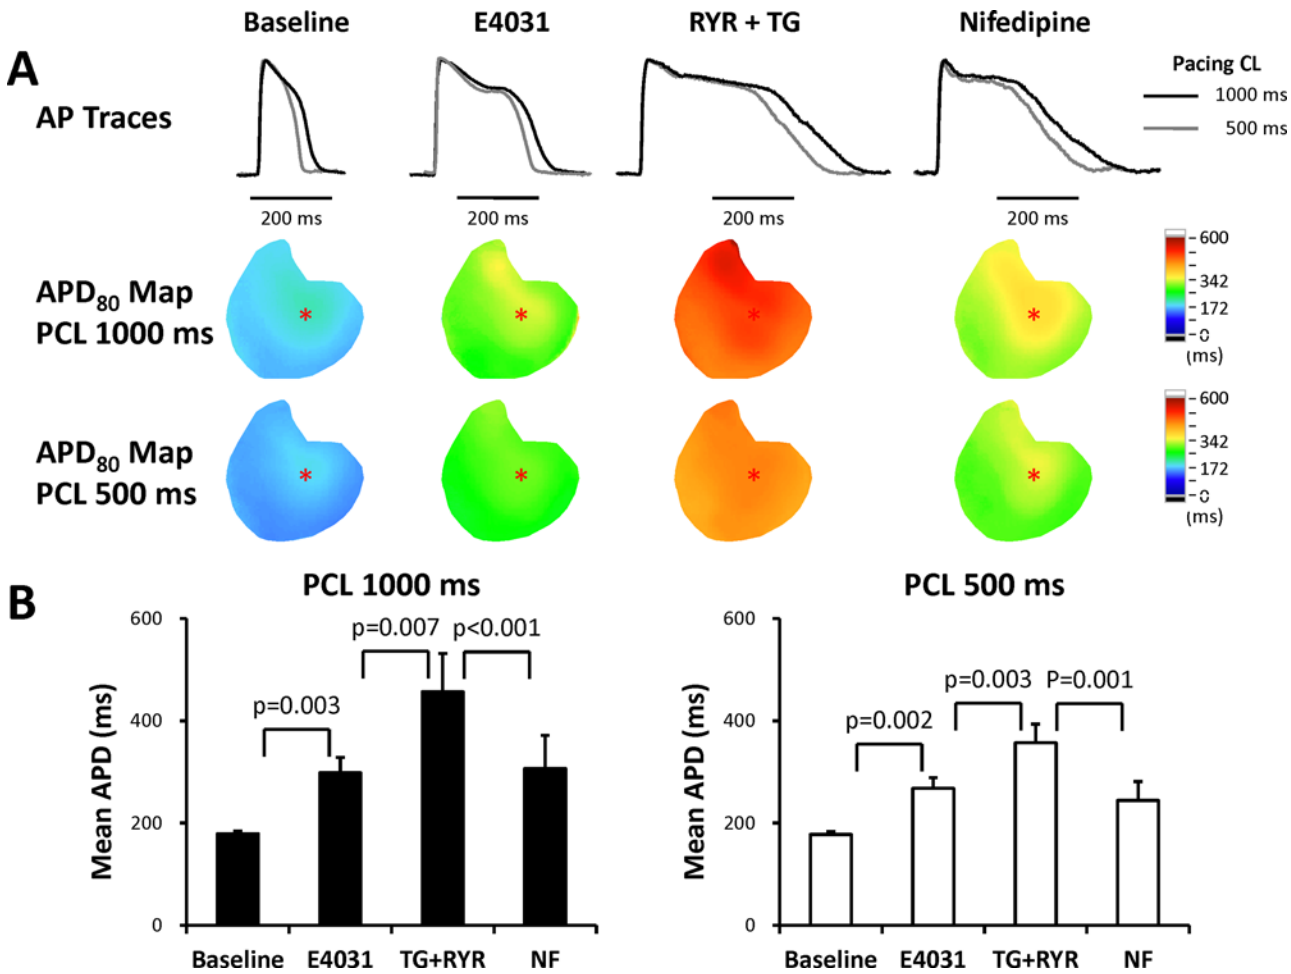 Baseline E4031 RYR + TG Nifedipine
A
AP Traces
Pacing CL
1000 ms
500 ms
200 ms 200 ms 200 ms 200 ms
APD80 Map
PCL 1000 ms
* * * *
600
342
172
0
(ms)
APD80 Map
PCL 500 ms
* * * *
600
342
172
0
(ms)
B
PCL 1000 ms
Mean APD (ms)
600
400
200
0
p=0.003
p=0.007
p<0.001
Baseline E4031 TG+RYR NF
PCL 500 ms
Mean APD (ms)
600
400
200
0
p=0.002
p=0.003
P=0.001
Baseline E4031 TG+RYR NF